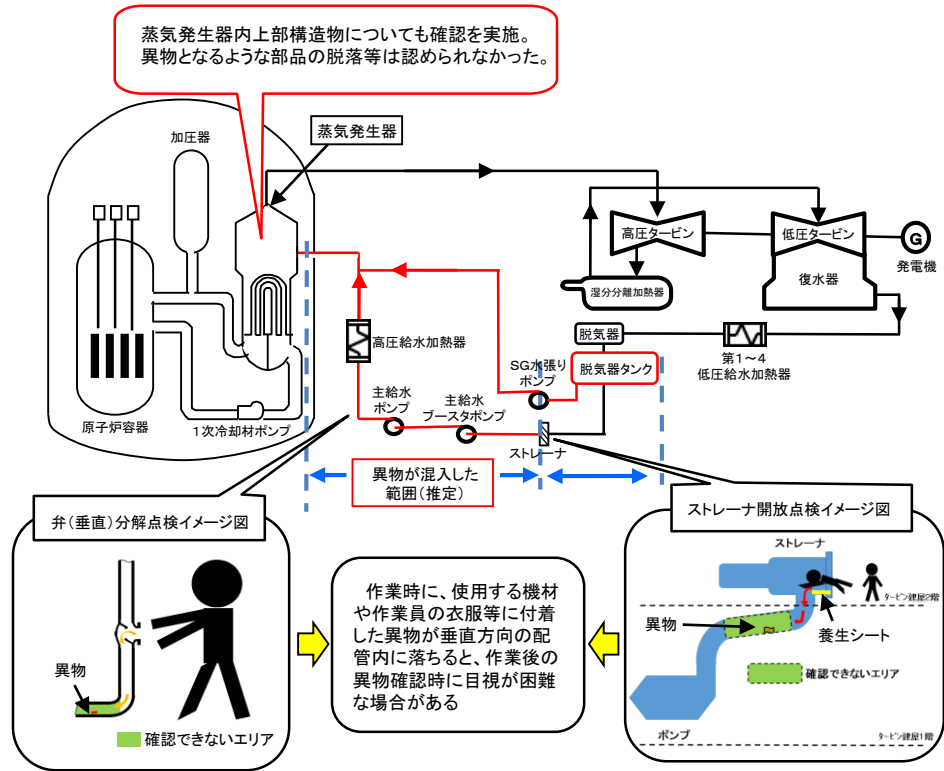 蒸気発生器内上部構造物についても確認を実施。
異物となるような部品の脱落等は認められなかった。
加圧器
蒸気発生器
高圧タービン
低圧タービン
G
発電機
湿分分離加熱器
復水器
脱気器
第1~4
低圧給水加熱器
高圧給水加熱器
SG水張り
ポンプ
脱気器タンク
主給水
ポンプ
主給水
ブースタポンプ
原子炉容器
1次冷却材ポンプ
ストレーナ
異物が混入した
範囲(推定)
弁(垂直)分解点検イメージ図
異物
確認できないエリア
作業時に、使用する機材
や作業員の衣服等に付着
した異物が垂直方向の配
管内に落ちると、作業後の
異物確認時に目視が困難
な場合がある
ストレーナ開放点検イメージ図
ストレーナ
タービン建屋2階
異物
養生シート
確認できないエリア
ポンプ
タービン建屋1階